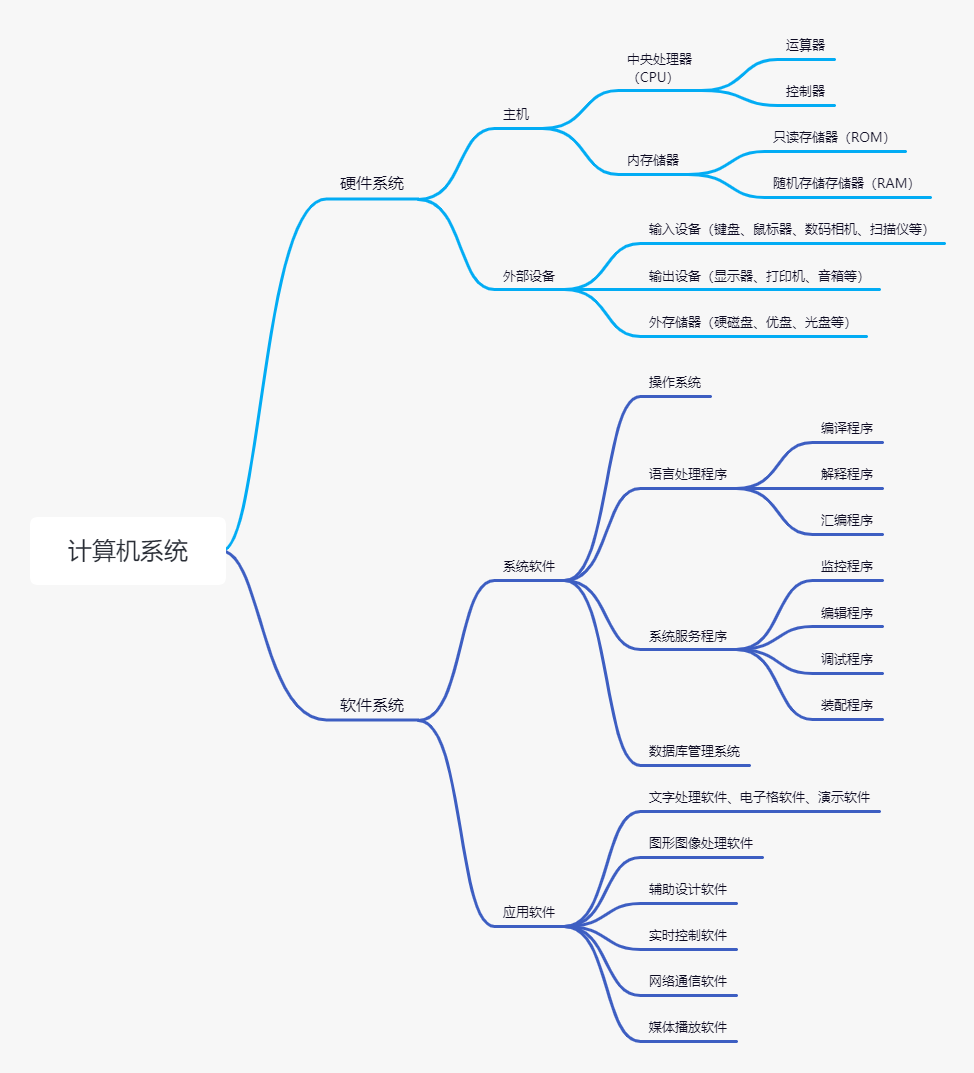 计算机系统
硬件系统
主机
中央处理器
（CPU）
运算器
控制器
内存储器
只读存储器（ROM）
随机存储存储器（RAM）
外部设备
输入设备（键盘、鼠标器、数码相机、扫描仪等）
输出设备（显示器、打印机、音箱等）
外存储器（硬磁盘、优盘、光盘等）
软件系统
系统软件
操作系统
语言处理程序
编译程序
解释程序
汇编程序
系统服务程序
监控程序
编辑程序
调试程序
装配程序
数据库管理系统
应用软件
文字处理软件、电子格软件、演示软件
图形图像处理软件
辅助设计软件
实时控制软件
网络通信软件
媒体播放软件